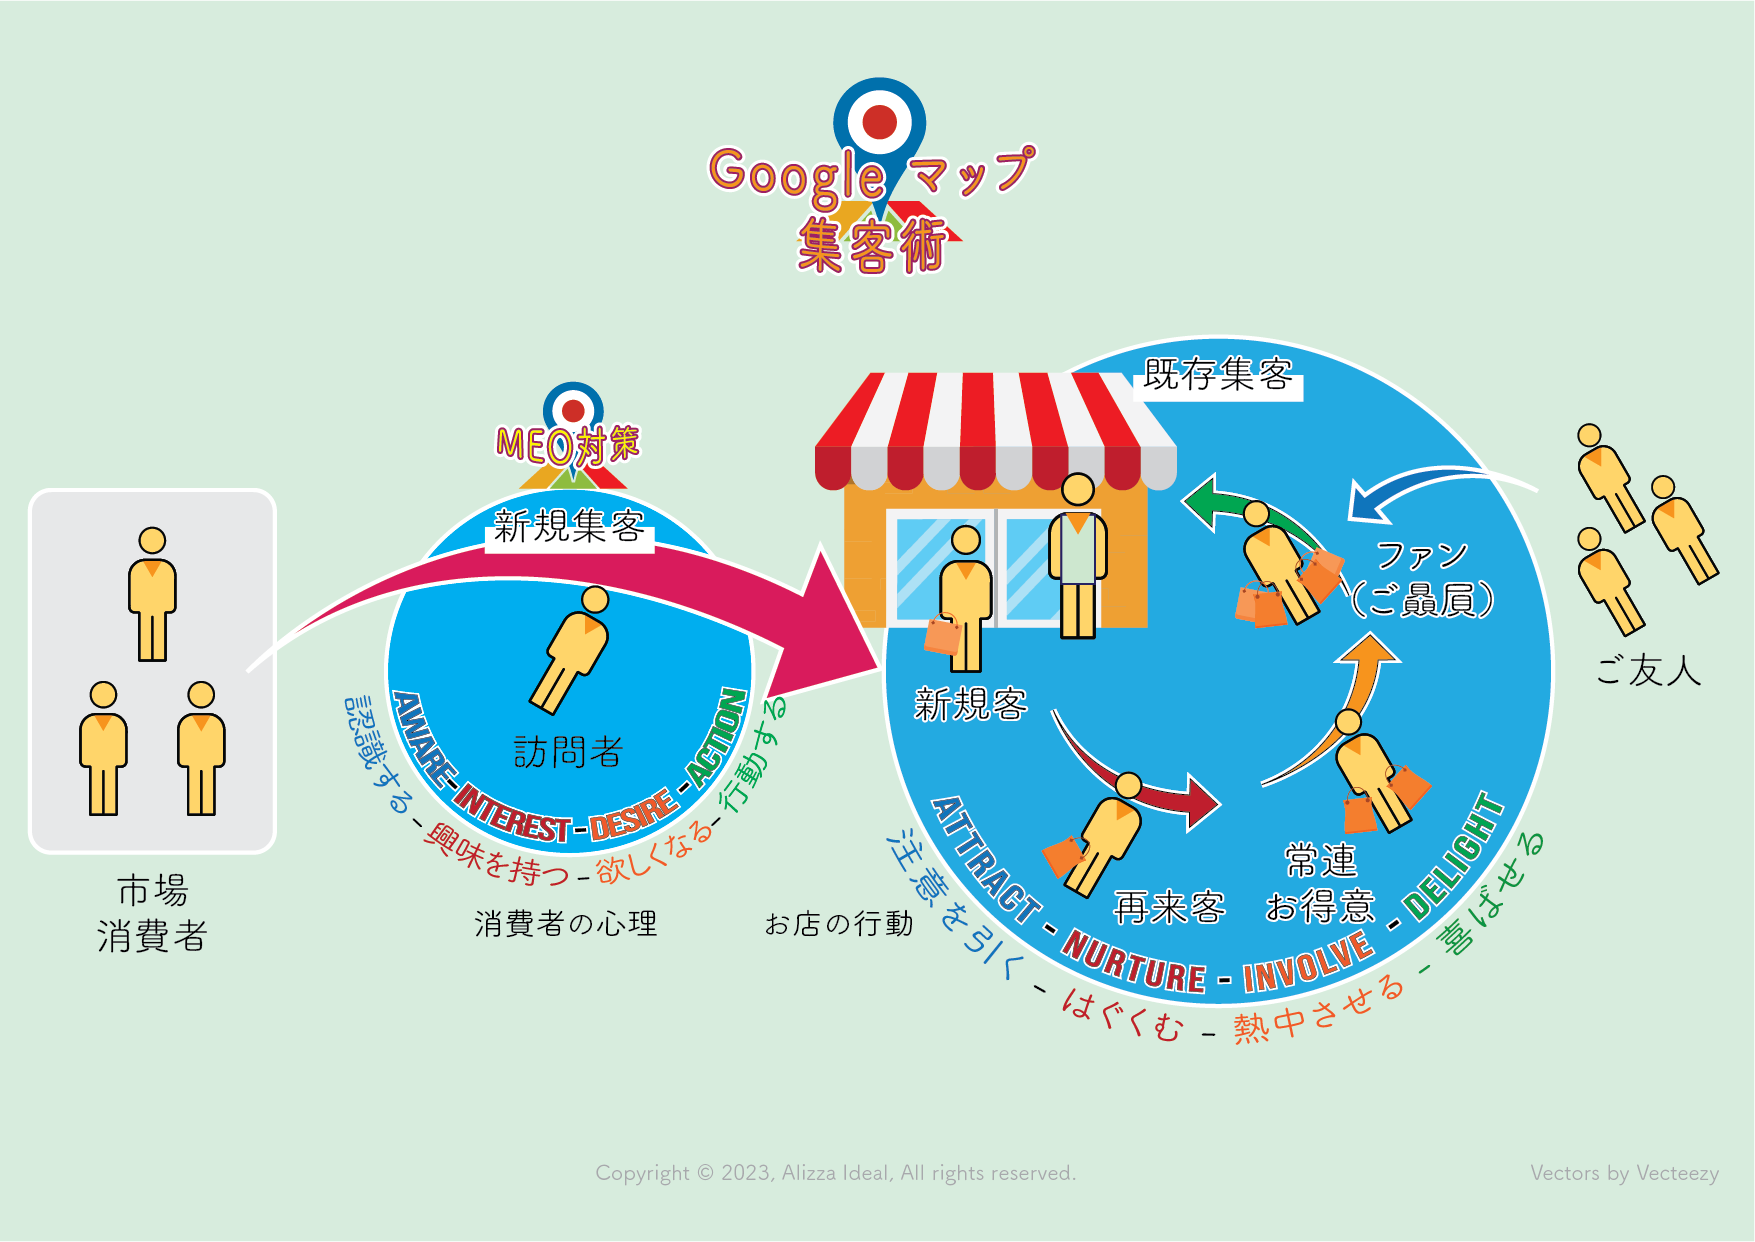 Google マップ
集客術
MEO対策
新規集客
訪問者
AWARE-INTEREST-DESIRE-ACTION
認識する-興味を持つ-欲しくなる-行動する
消費者の心理
市場
消費者
既存集客
新規客
再来客
常連
お得意
ファン
(ご贔屓)
ご友人
ATTRACT-NURTURE-INVOLVE-DELIGHT
注意を引く-はぐくむ-熱中させる-喜ばせる
お店の行動
Copyright © 2023, Alizza Ideal, All rights reserved.
Vectors by Vecteezy